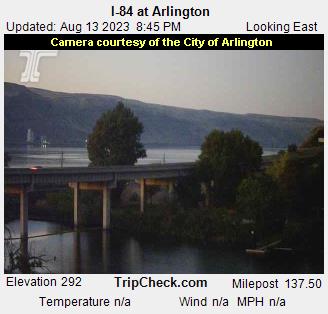 I-84 at Arlington
Updated: Aug 13 2023 8:45 PM Looking East
Camera courtesy of the City of Arlington
Elevation 292 TripCheck.com Milepost 137.50
Temperature n/a Wind n/a MPH n/a